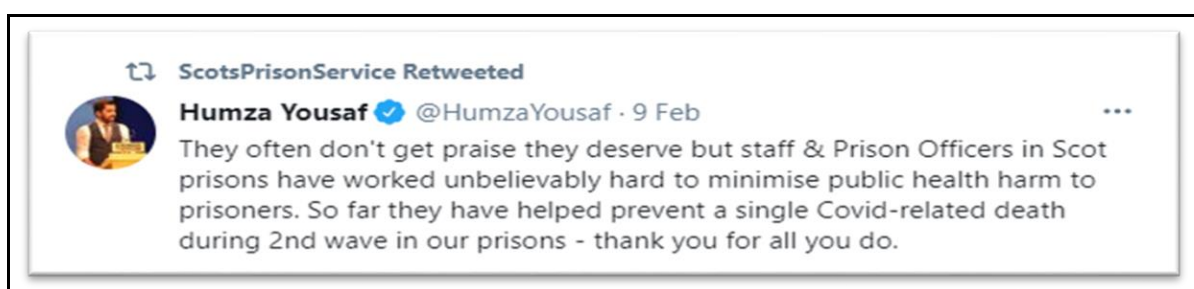 ScotsPrisonService Retweeted
Humza Yousaf @HumzaYousaf · 9 Feb
They often don't get praise they deserve but staff & Prison Officers in Scot
prisons have worked unbelievably hard to minimise public health harm to
prisoners. So far they have helped prevent a single Covid-related death
during 2nd wave in our prisons - thank you for all you do.